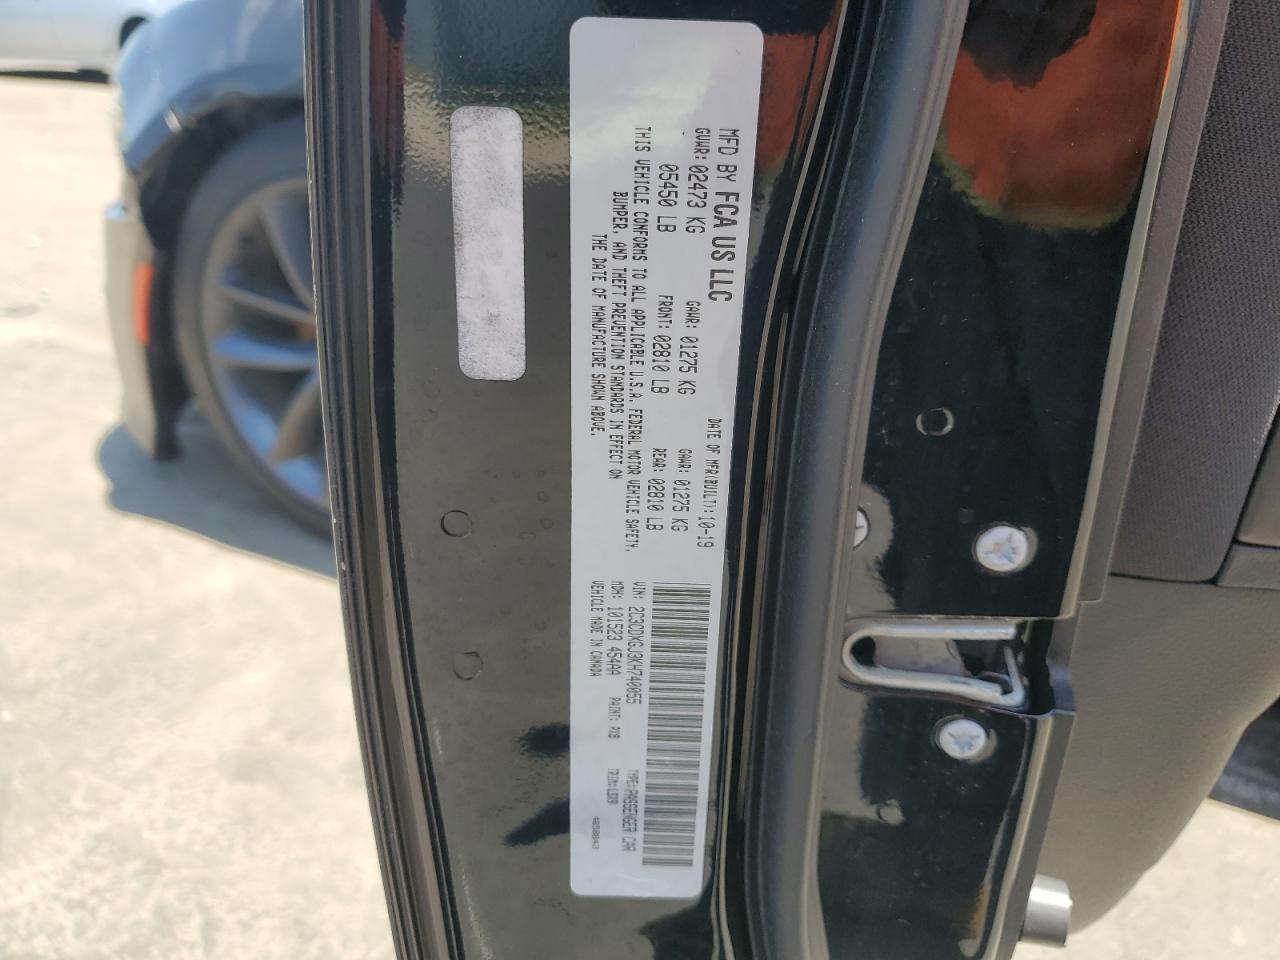 MFD BY FCA US LLC
DATE OF MFR(BUILT): 10-19
GVWR: 02473 KG
GAWR: 01275 KG
GAWR: 01275 KG
05450 LB
FRONT: 02810 LB
REAR: 02810 LB
THIS VEHICLE CONFORMS TO ALL APPLICABLE U.S.A. FEDERAL MOTOR VEHICLE SAFETY,
BUMPER, AND THEFT PREVENTION STANDARDS IN EFFECT ON
THE DATE OF MANUFACTURE SHOWN ABOVE.
VIN: 2C3CDXGJ3KH740055
TYPE: PASSENGER CAR
MDH: 101523 454AA
PAINT: PX8
TRIM: LBX9
VEHICLE MADE IN CANADA